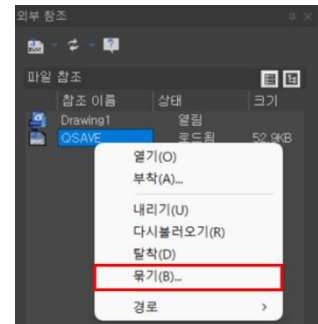 외부 참조
파일 참조
참조 이름 상태 크기
Drawing1 열림
QSAVE 로드됨 52.9KB
열기(O)
부착(A)...
내리기(U)
다시불러오기(R)
탈착(D)
묶기(B)...
경로